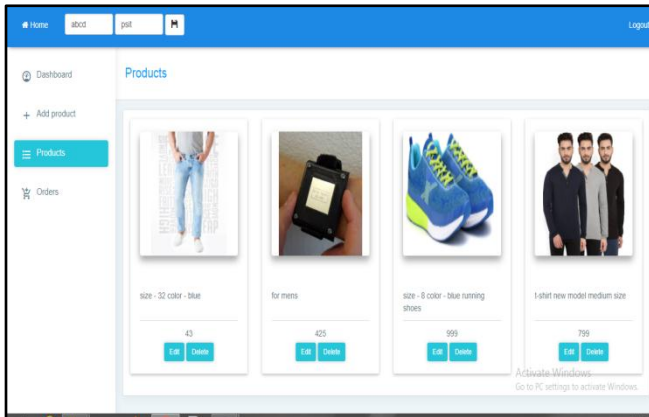 Home abcd psit Logout
Dashboard
Products
Add product
Products
Orders
size - 32 color - blue
for mens
size - 8 color - blue running
shoes
t-shirt new model medium size
43
425
999
799
Edit Delete
Edit Delete
Edit Delete
Edit Delete
Activate Windows
Go to PC settings to activate Windows.